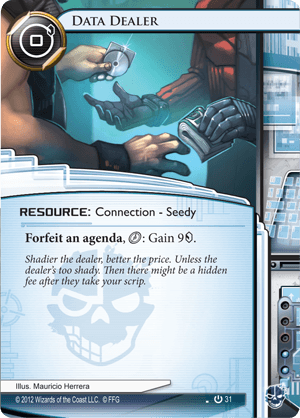 DATA DEALER
RESOURCE: Connection - Seedy
Forfeit an agenda, : Gain 9.
Shadier the dealer, better the price. Unless the
dealer's too shady. Then there might be a hidden
fee after they take your scrip.
Illus. Mauricio Herrera
© 2012 Wizards of the Coast LLC. © FFG
31